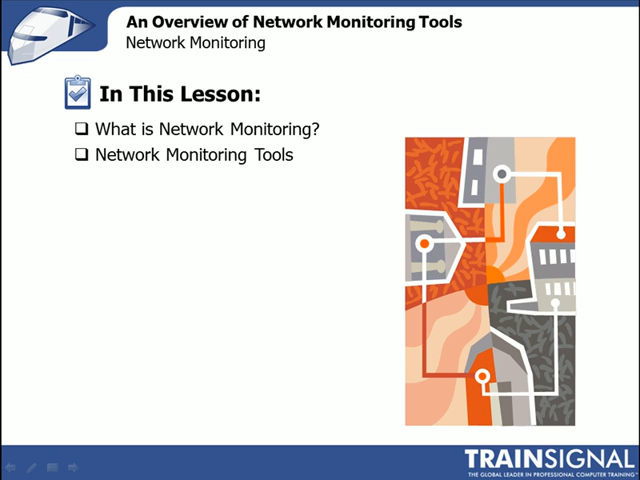 An Overview of Network Monitoring Tools
Network Monitoring
In This Lesson:
What is Network Monitoring?
Network Monitoring Tools
TRAINSIGNAL
THE GLOBAL LEADER IN PROFESSIONAL COMPUTER TRAINING